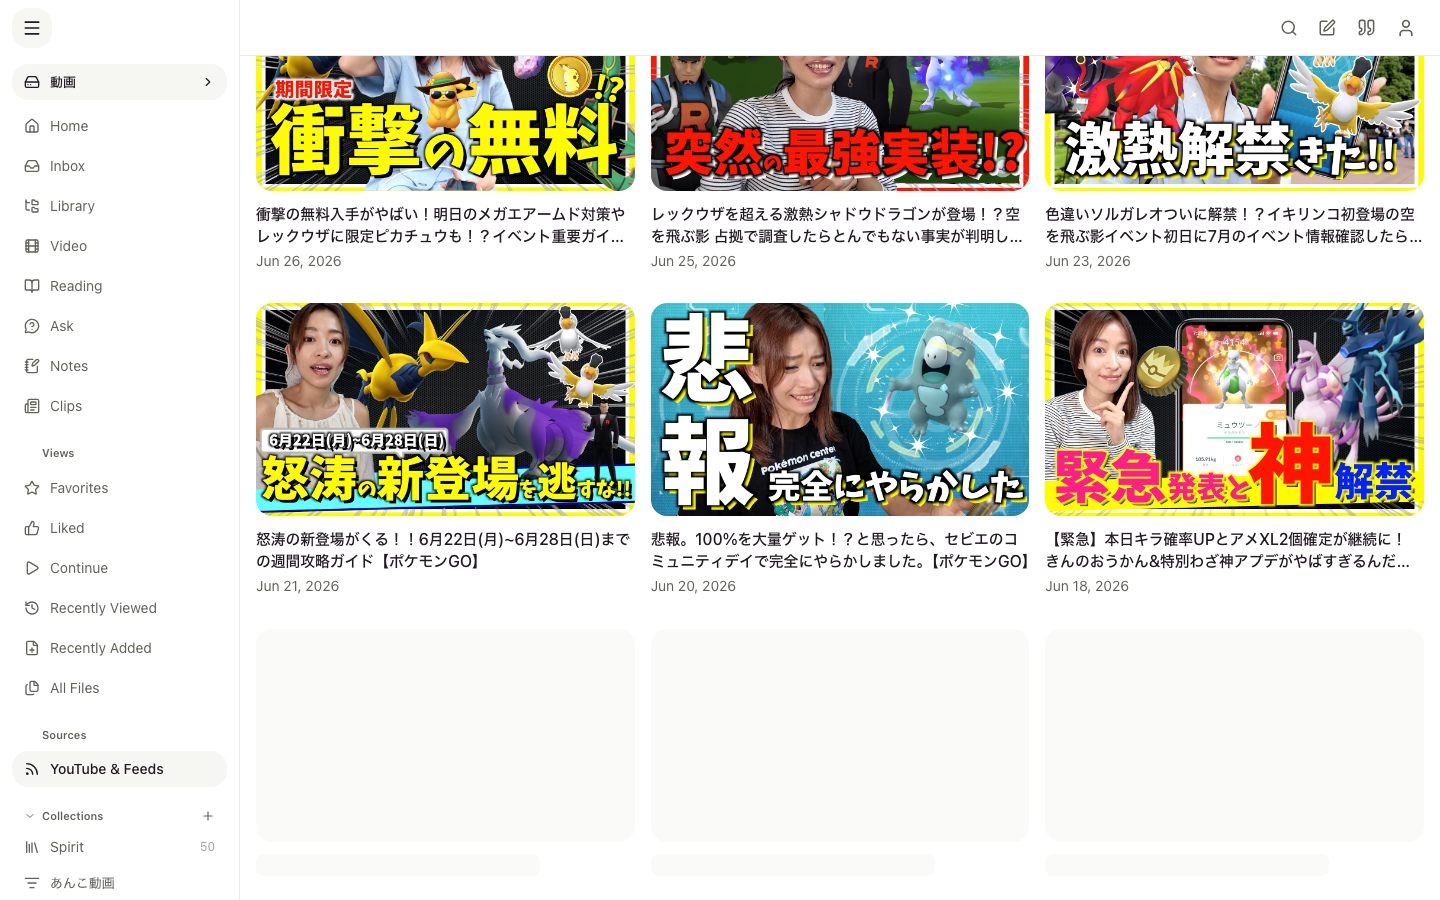 動画
Home
Inbox
Library
Video
Reading
Ask
Notes
Clips
Views
Favorites
Liked
Continue
Recently Viewed
Recently Added
All Files
Sources
YouTube & Feeds
Collections
Spirit
50
あんこ動画
期間限定
!?
衝撃の無料
衝撃の無料入手がやばい！明日のメガエアームド対策や
レックウザに限定ピカチュウも！？イベント重要ガイ...
Jun 26, 2026
R
突然の最強実装!?
レックウザを超える激熱シャドウドラゴンが登場！？空
を飛ぶ影 占拠で調査したらとんでもない事実が判明し...
Jun 25, 2026
激熱解禁きた!!
色違いソルガレオついに解禁！？イキリンコ初登場の空
を飛ぶ影イベント初日に7月のイベント情報確認したら...
Jun 23, 2026
6月22日(月)~6月28日(日)
怒涛の新登場を逃すな!!
怒涛の新登場がくる！！6月22日(月)~6月28日(日)まで
の週間攻略ガイド【ポケモンGO】
Jun 21, 2026
悲報
Pokémon center
完全にやらかした
悲報。100%を大量ゲット！？と思ったら、セビエのコ
ミュニティデイで完全にやらかしました。【ポケモンGO】
Jun 20, 2026
4154
ミュウツー
105.91kg
緊急発表と神解禁
【緊急】本日キラ確率UPとアメXL2個確定が継続に！
きんのおうかん&特別わざ神アプデがやばすぎるんだ...
Jun 18, 2026